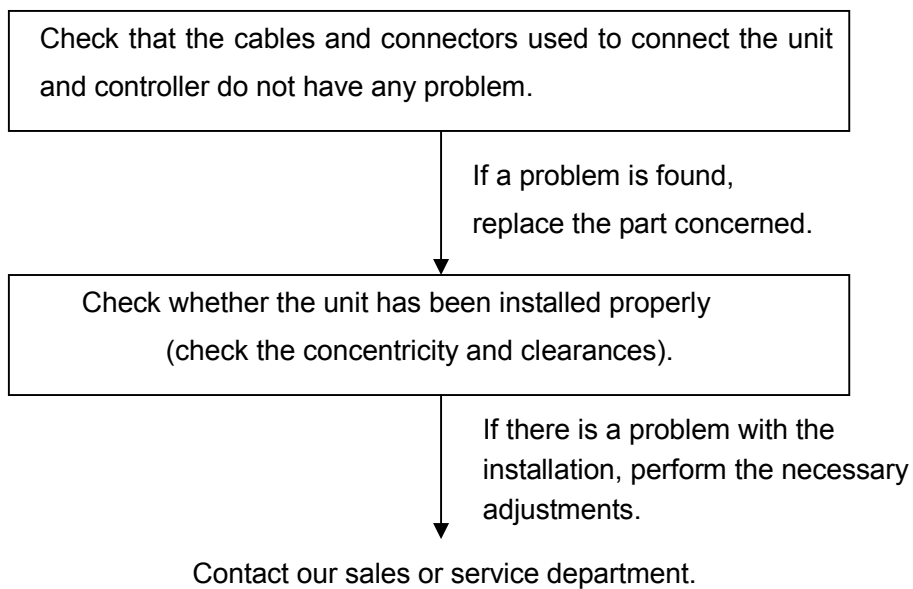 Check that the cables and connectors used to connect the unit
and controller do not have any problem.
If a problem is found,
replace the part concerned.
Check whether the unit has been installed properly
(check the concentricity and clearances).
If there is a problem with the
installation, perform the necessary
adjustments.
Contact our sales or service department.